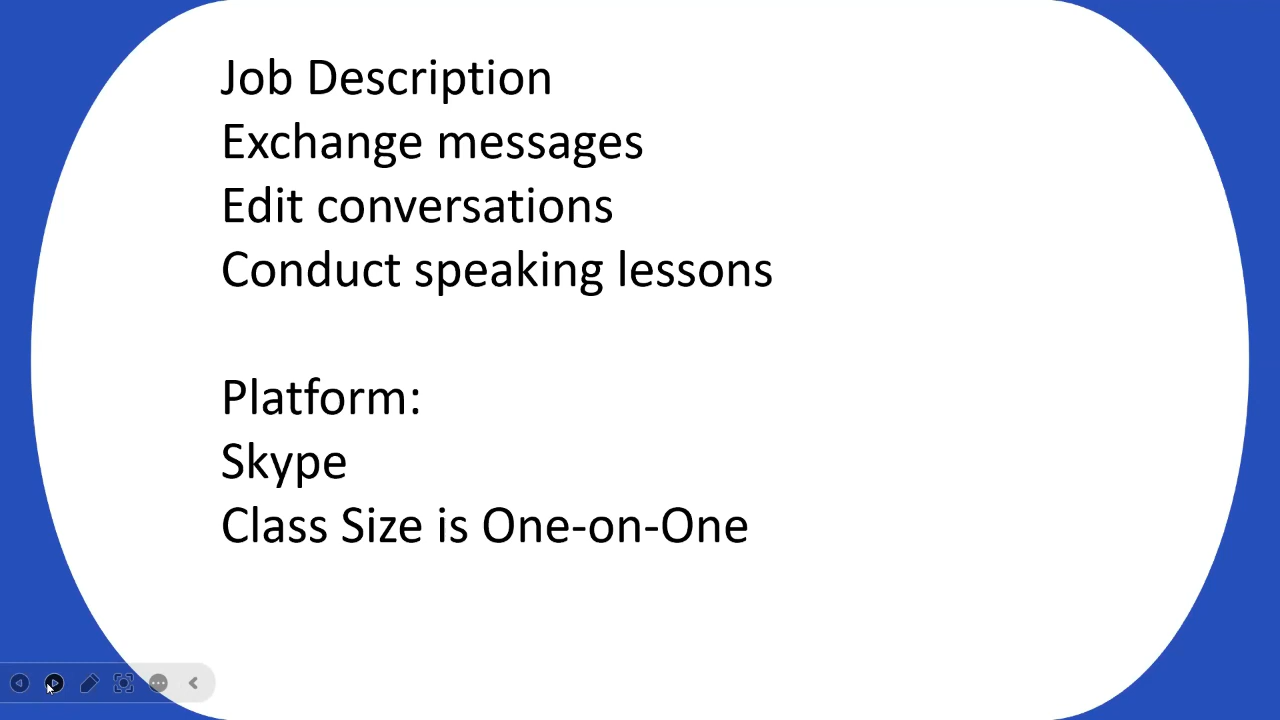 Job Description
Exchange messages
Edit conversations
Conduct speaking lessons
Platform:
Skype
Class Size is One-on-One